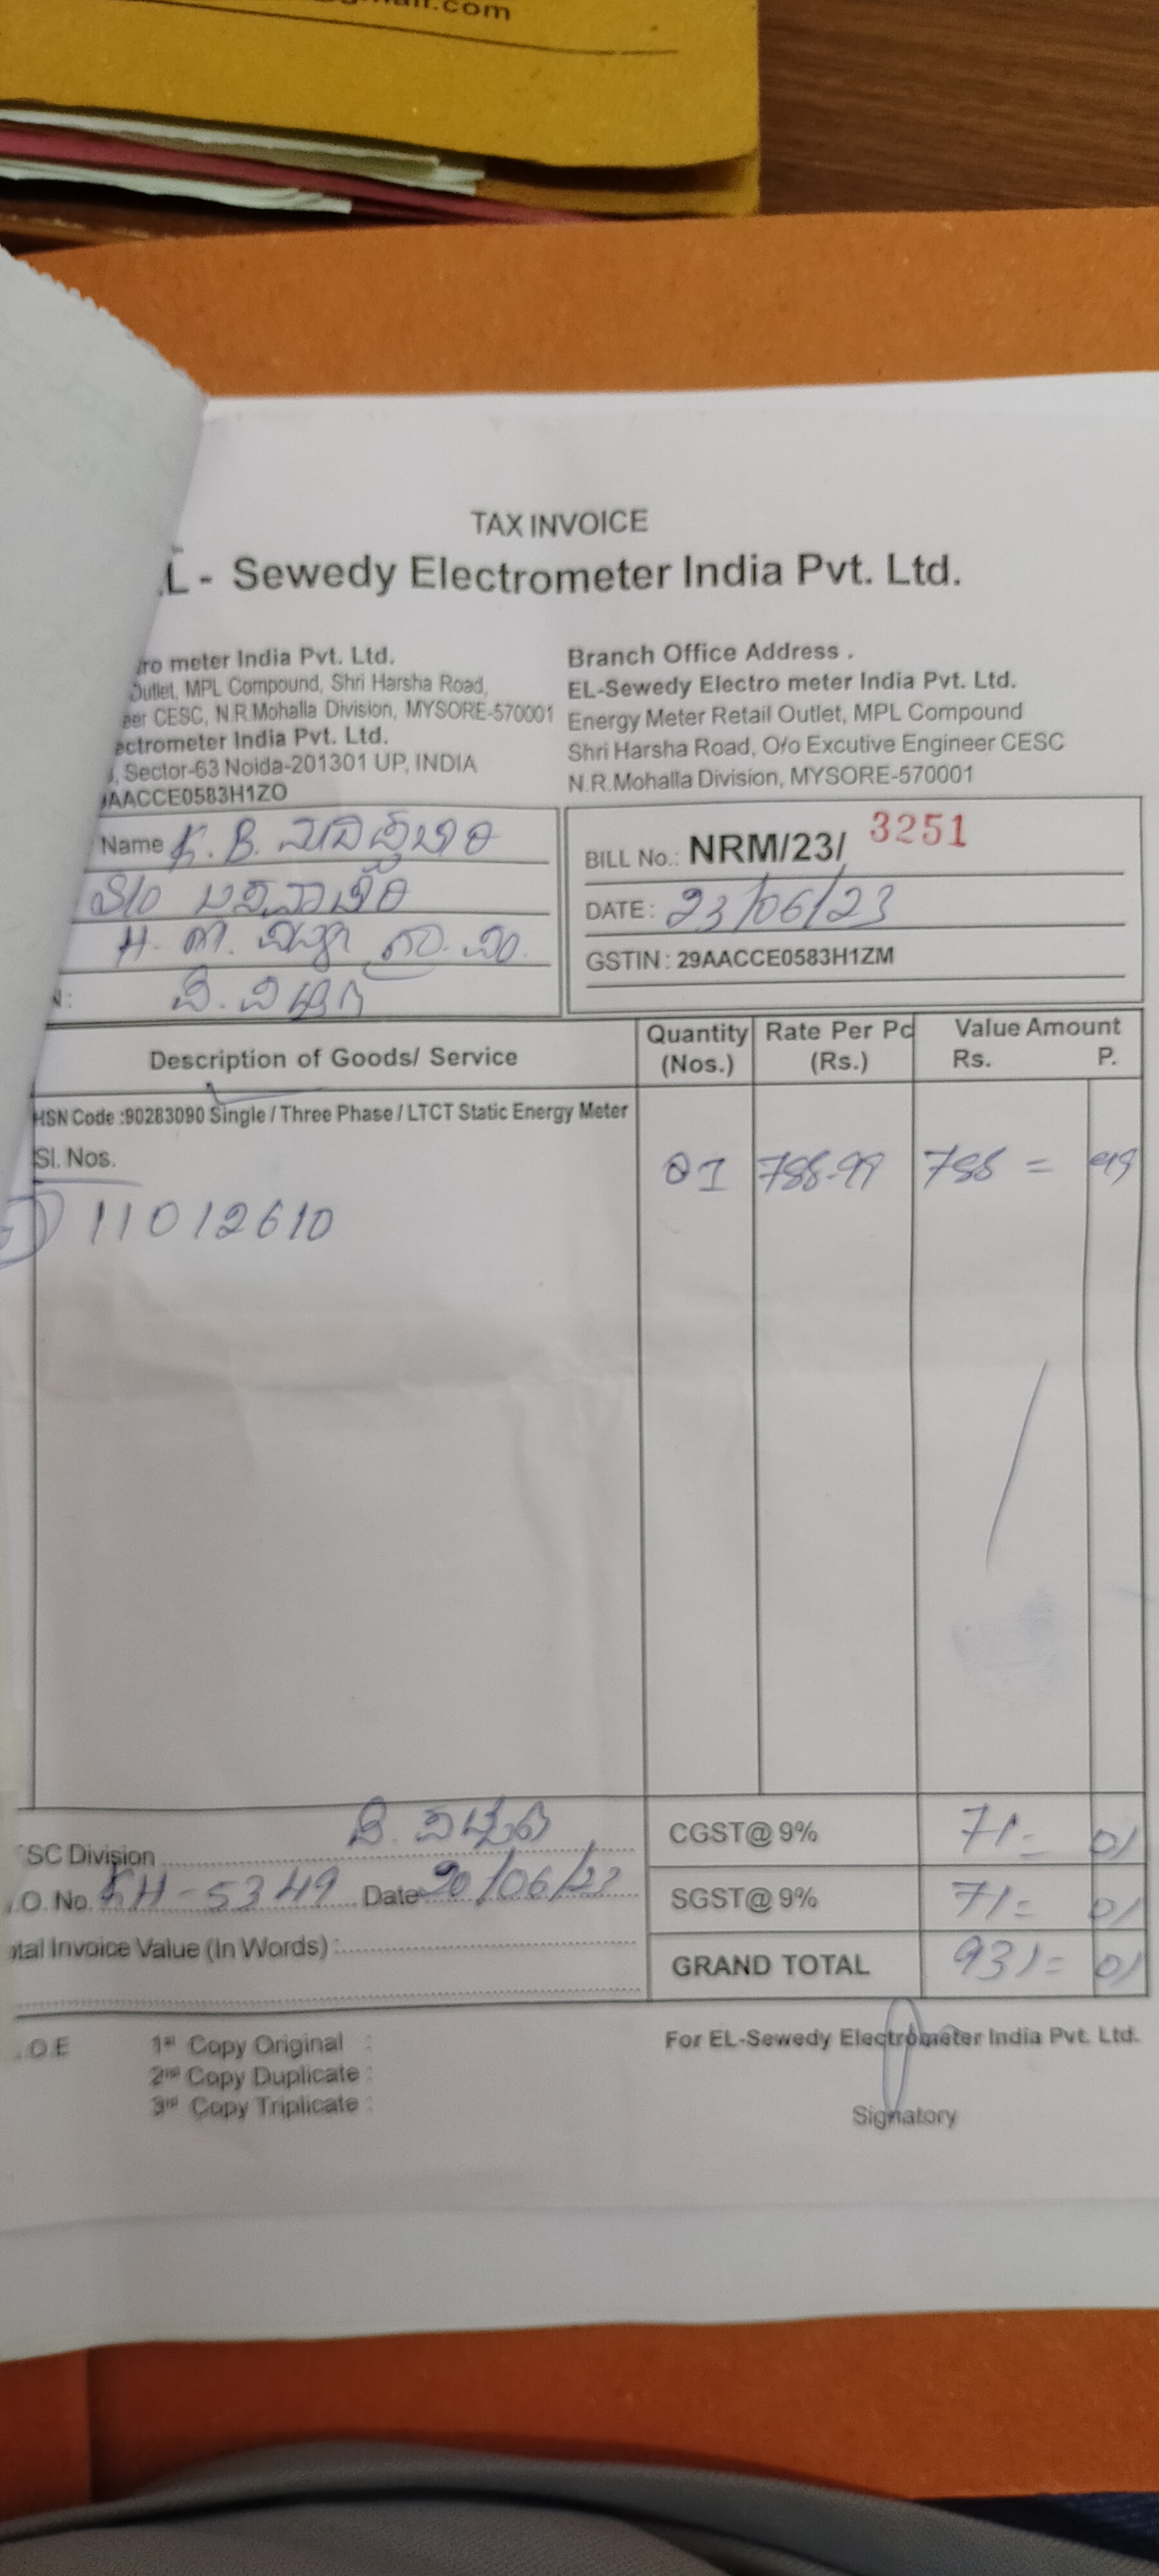 @gmail.com
TAX INVOICE
L - Sewedy Electrometer India Pvt. Ltd.
ro meter India Pvt. Ltd.
Outlet, MPL Compound, Shri Harsha Road,
eer CESC, N.R.Mohalla Division, MYSORE-570001
ectrometer India Pvt. Ltd.
, Sector-63 Noida-201301 UP, INDIA
AACCE0583H1ZO
Branch Office Address .
EL-Sewedy Electro meter India Pvt. Ltd.
Energy Meter Retail Outlet, MPL Compound
Shri Harsha Road, O/o Excutive Engineer CESC
N.R.Mohalla Division, MYSORE-570001
Name K. B.
S/O
N:
BILL No.: NRM/23/ 3251
DATE : 23/06/23
GSTIN : 29AACCE0583H1ZM
Description of Goods/ Service
Quantity (Nos.)
Rate Per Pc (Rs.)
Value Amount
Rs. P.
HSN Code :90283090 Single / Three Phase / LTCT Static Energy Meter
Sl. Nos.
01 788.99 788 = 99
11012610
SC Division
.O. No. KH-5349 Date 20/06/23
otal Invoice Value (In Words) :
CGST@ 9% 71= 01
SGST@ 9% 71= 01
GRAND TOTAL 931= 01
.O.E
1st Copy Original :
2nd Copy Duplicate :
3rd Copy Triplicate :
For EL-Sewedy Electrometer India Pvt. Ltd.
Signatory